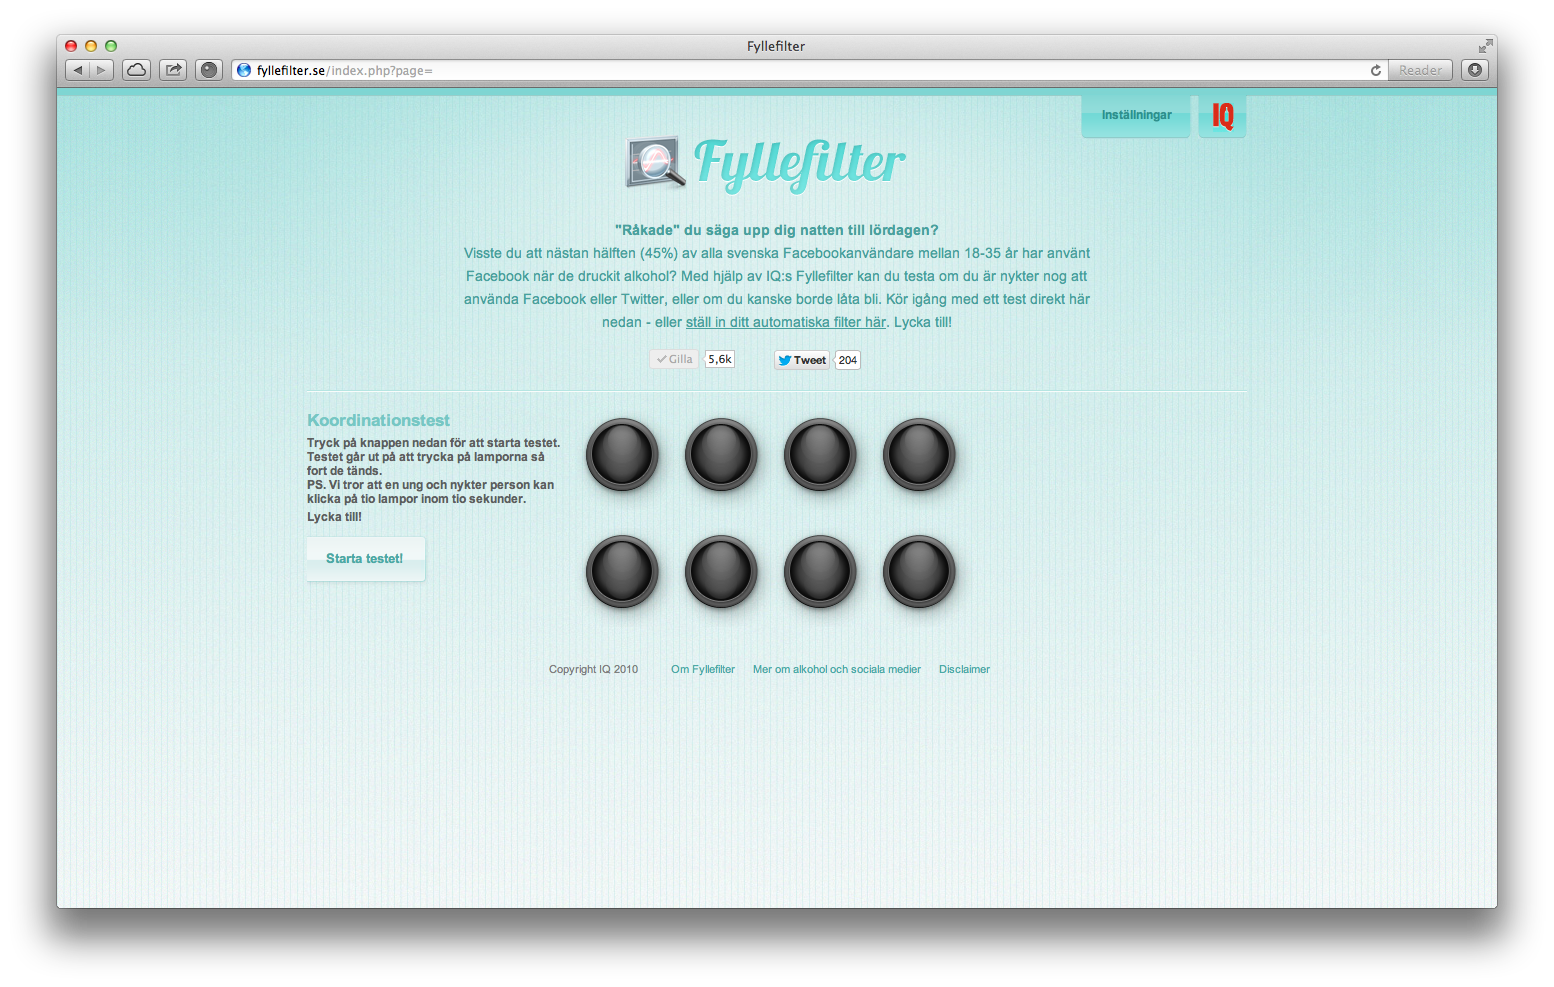 Fyllefilter
fyllefilter.se/index.php?page=
Reader
Inställningar
IQ
Fyllefilter
"Råkade" du säga upp dig natten till lördagen?
Visste du att nästan hälften (45%) av alla svenska Facebookanvändare mellan 18-35 år har använt
Facebook när de druckit alkohol? Med hjälp av IQ:s Fyllefilter kan du testa om du är nykter nog att
använda Facebook eller Twitter, eller om du kanske borde låta bli. Kör igång med ett test direkt här
nedan - eller ställ in ditt automatiska filter här. Lycka till!
Gilla 5,6k Tweet 204
Koordinationstest
Tryck på knappen nedan för att starta testet.
Testet går ut på att trycka på lamporna så
fort de tänds.
PS. Vi tror att en ung och nykter person kan
klicka på tio lampor inom tio sekunder.
Lycka till!
Starta testet!
Copyright IQ 2010 Om Fyllefilter Mer om alkohol och sociala medier Disclaimer